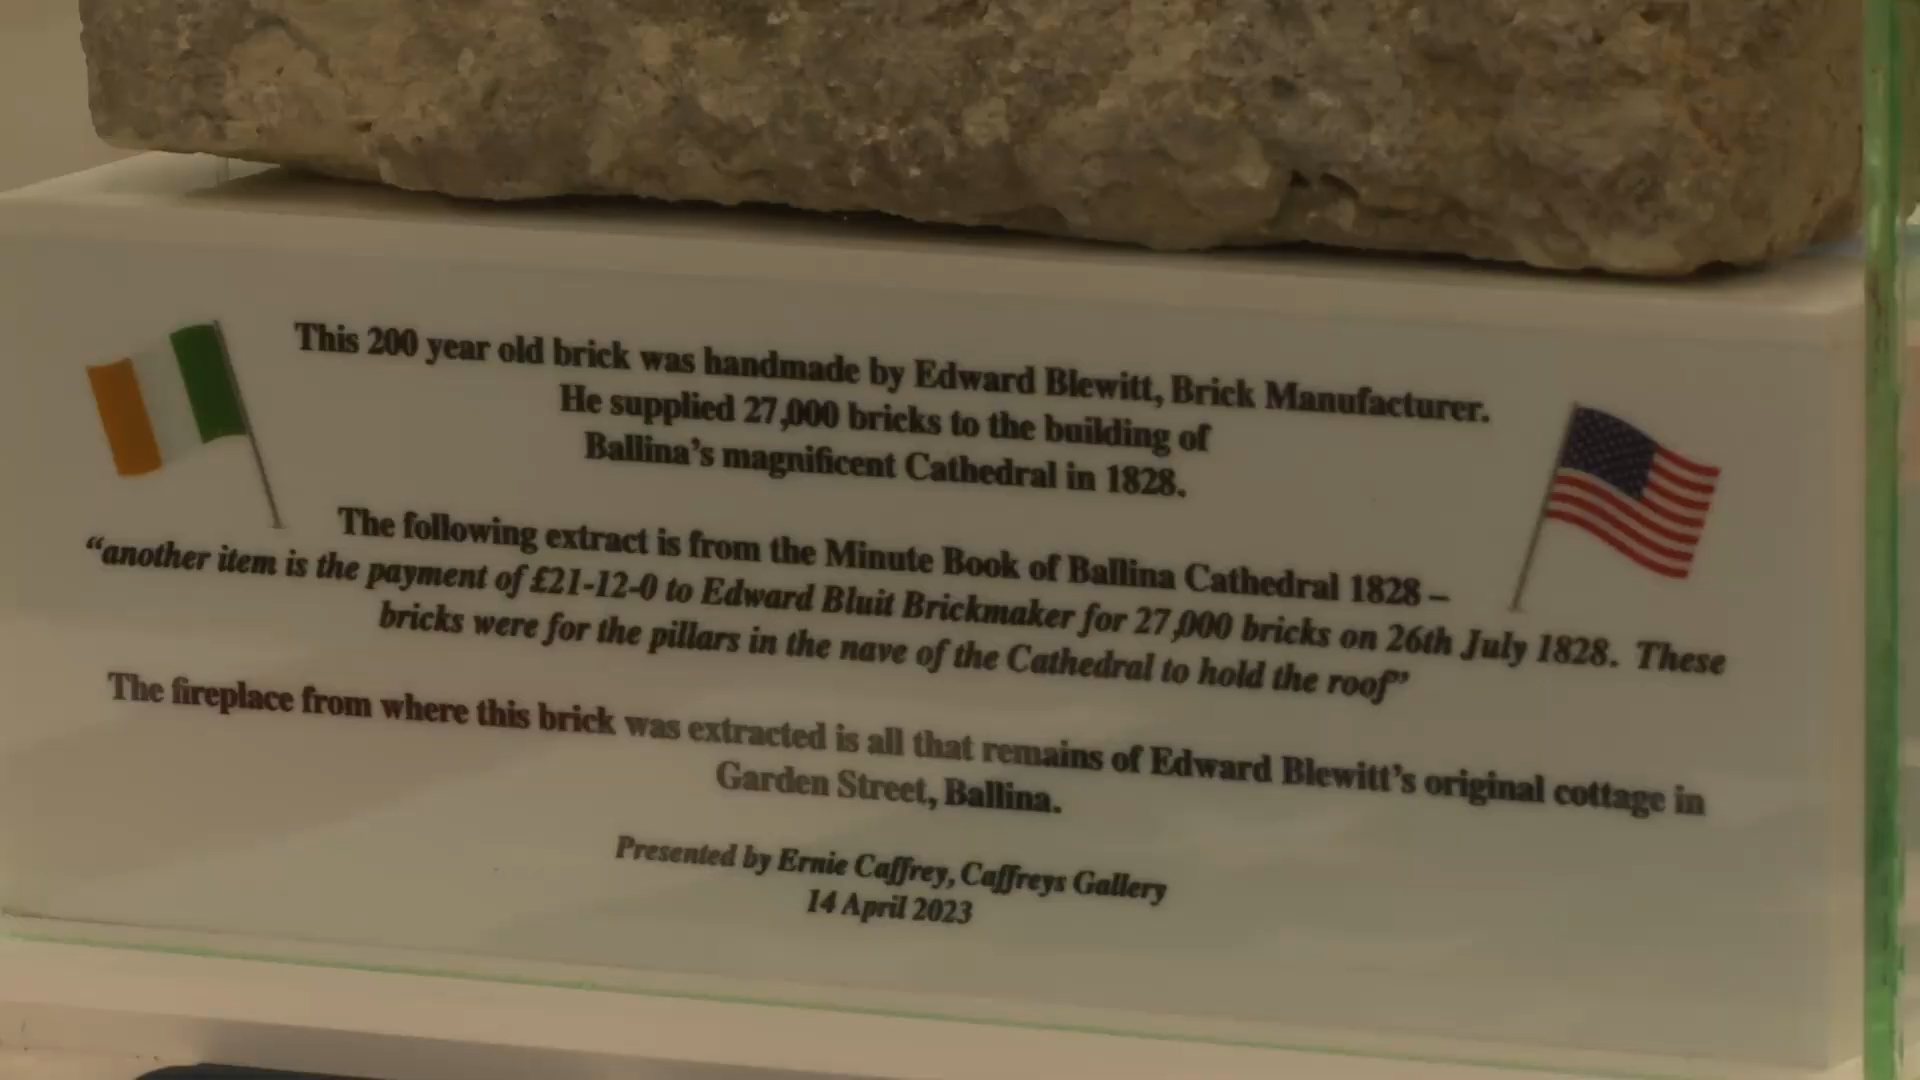 This 200 year old brick was handmade by Edward Blewitt, Brick Manufacturer.
He supplied 27,000 bricks to the building of
Ballina's magnificent Cathedral in 1828.
The following extract is from the Minute Book of Ballina Cathedral 1828 –
“another item is the payment of £21-12-0 to Edward Bluit Brickmaker for 27,000 bricks on 26th July 1828. These
bricks were for the pillars in the nave of the Cathedral to hold the roof”
The fireplace from where this brick was extracted is all that remains of Edward Blewitt's original cottage in
Garden Street, Ballina.
Presented by Ernie Caffrey, Caffreys Gallery
14 April 2023